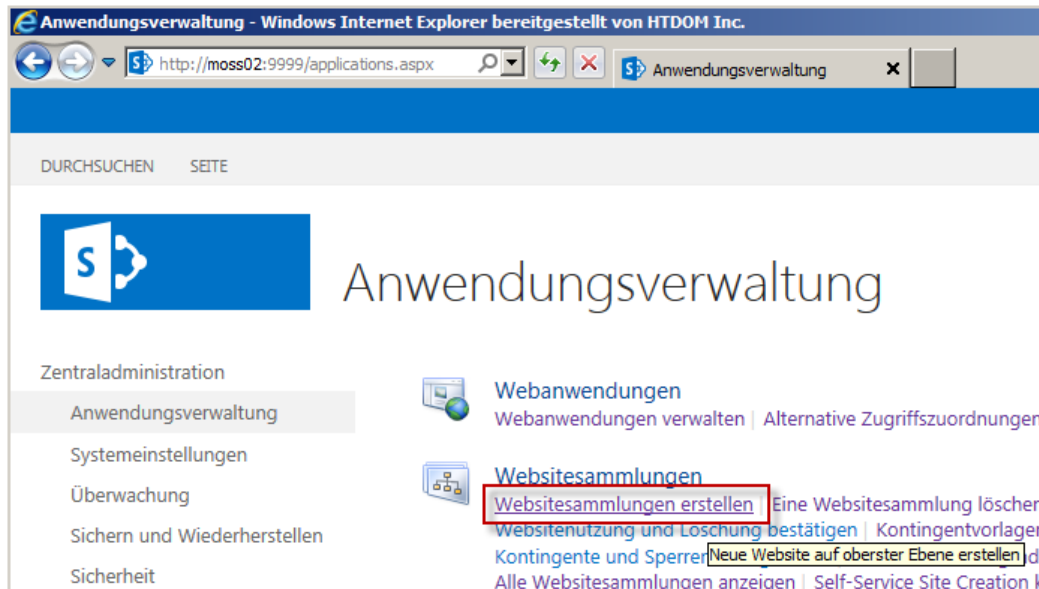 Anwendungsverwaltung - Windows Internet Explorer bereitgestellt von HTDOM Inc.
http://moss02:9999/applications.aspx
Anwendungsverwaltung
DURCHSUCHEN SEITE
S
Anwendungsverwaltung
Zentraladministration
Anwendungsverwaltung
Systemeinstellungen
Überwachung
Sichern und Wiederherstellen
Sicherheit
Webanwendungen
Webanwendungen verwalten | Alternative Zugriffszuordnungen
Websitesammlungen
Websitesammlungen erstellen | Eine Websitesammlung löschen
Websitenutzung und Löschung bestätigen | Kontingentvorlagen
Kontingente und Sperren
Neue Website auf oberster Ebene erstellen
Alle Websitesammlungen anzeigen | Self-Service Site Creation